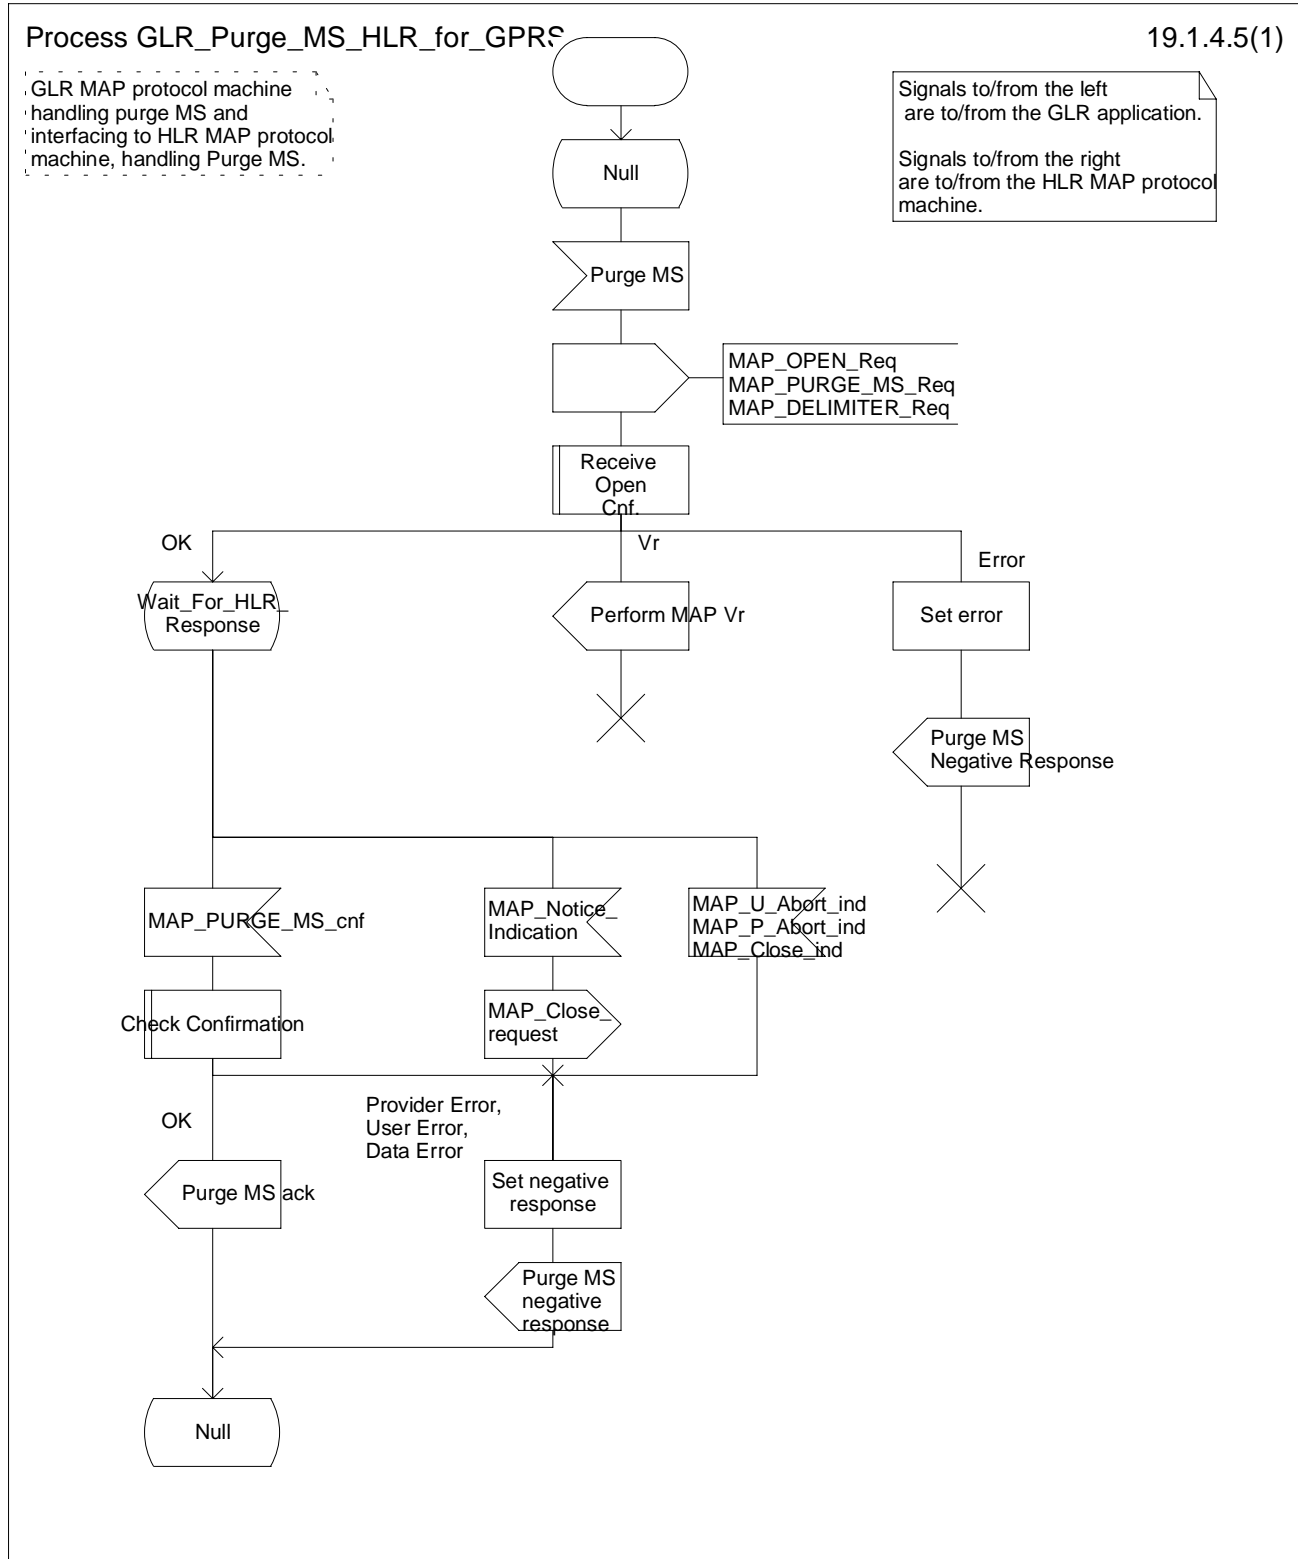 Process GLR_Purge_MS_HLR_for_GPRS
19.1.4.5(1)
GLR MAP protocol machine
handling purge MS and
interfacing to HLR MAP protocol
machine, handling Purge MS.
Signals to/from the left
are to/from the GLR application.
Signals to/from the right
are to/from the HLR MAP protocol
machine.
Null
Purge MS
MAP_OPEN_Req
MAP_PURGE_MS_Req
MAP_DELIMITER_Req
Receive
Open
Cnf.
OK
Vr
Error
Wait_For_HLR_
Response
Perform MAP Vr
Set error
Purge MS
Negative Response
MAP_PURGE_MS_cnf
MAP_Notice_
Indication
MAP_U_Abort_ind
MAP_P_Abort_ind
MAP_Close_ind
Check Confirmation
MAP_Close_
request
OK
Provider Error,
User Error,
Data Error
Purge MS ack
Set negative
response
Purge MS
negative
response
Null